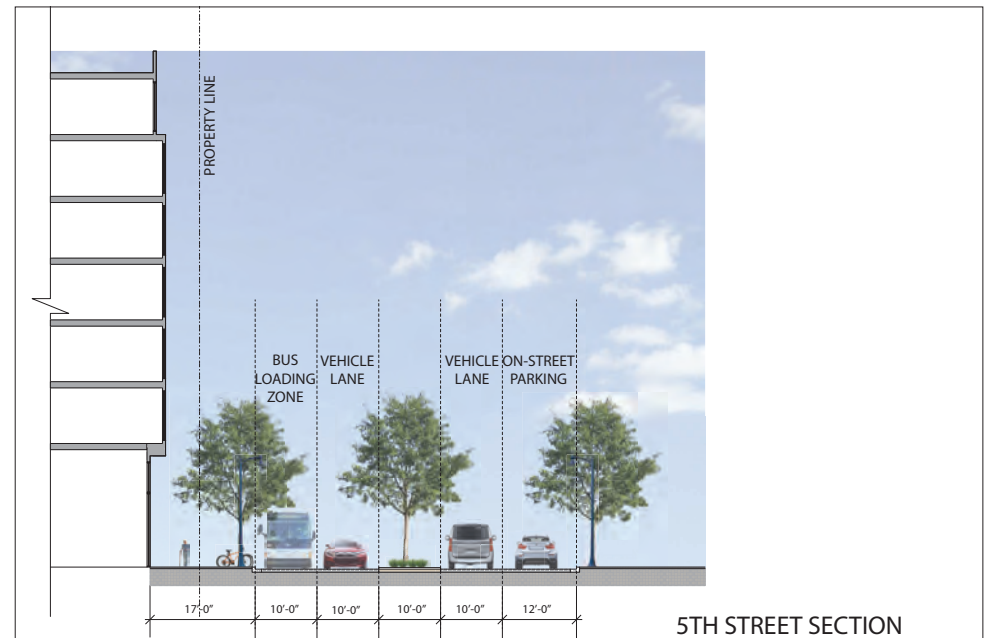 PROPERTY LINE
BUS
LOADING
ZONE
VEHICLE
LANE
VEHICLE
LANE
ON-STREET
PARKING
17'-0"
10'-0"
10'-0"
10'-0"
10'-0"
12'-0"
5TH STREET SECTION